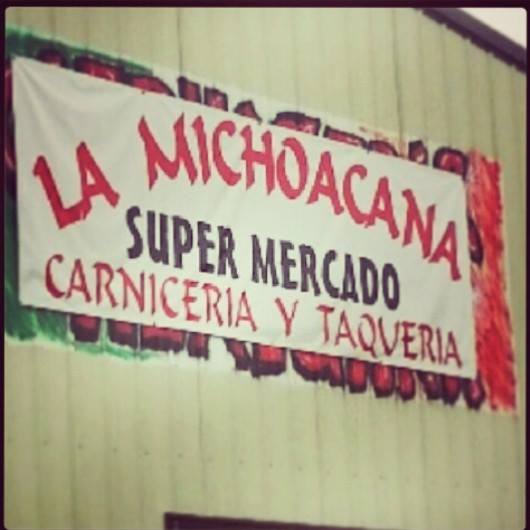 LA MICHOACANA
SUPER MERCADO
CARNICERIA Y TAQUERIA